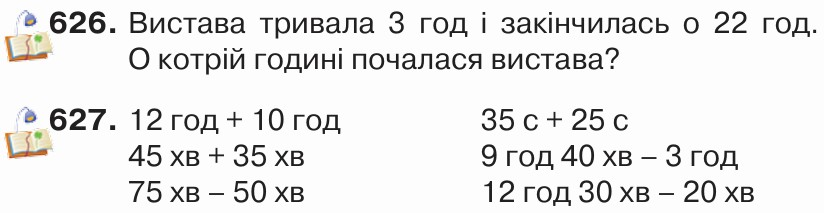 626. Вистава тривала 3 год і закінчилась о 22 год.
О котрій годині почалася вистава?
627. 12 год + 10 год 35 с + 25 с
45 хв + 35 хв 9 год 40 хв – 3 год
75 хв – 50 хв 12 год 30 хв – 20 хв